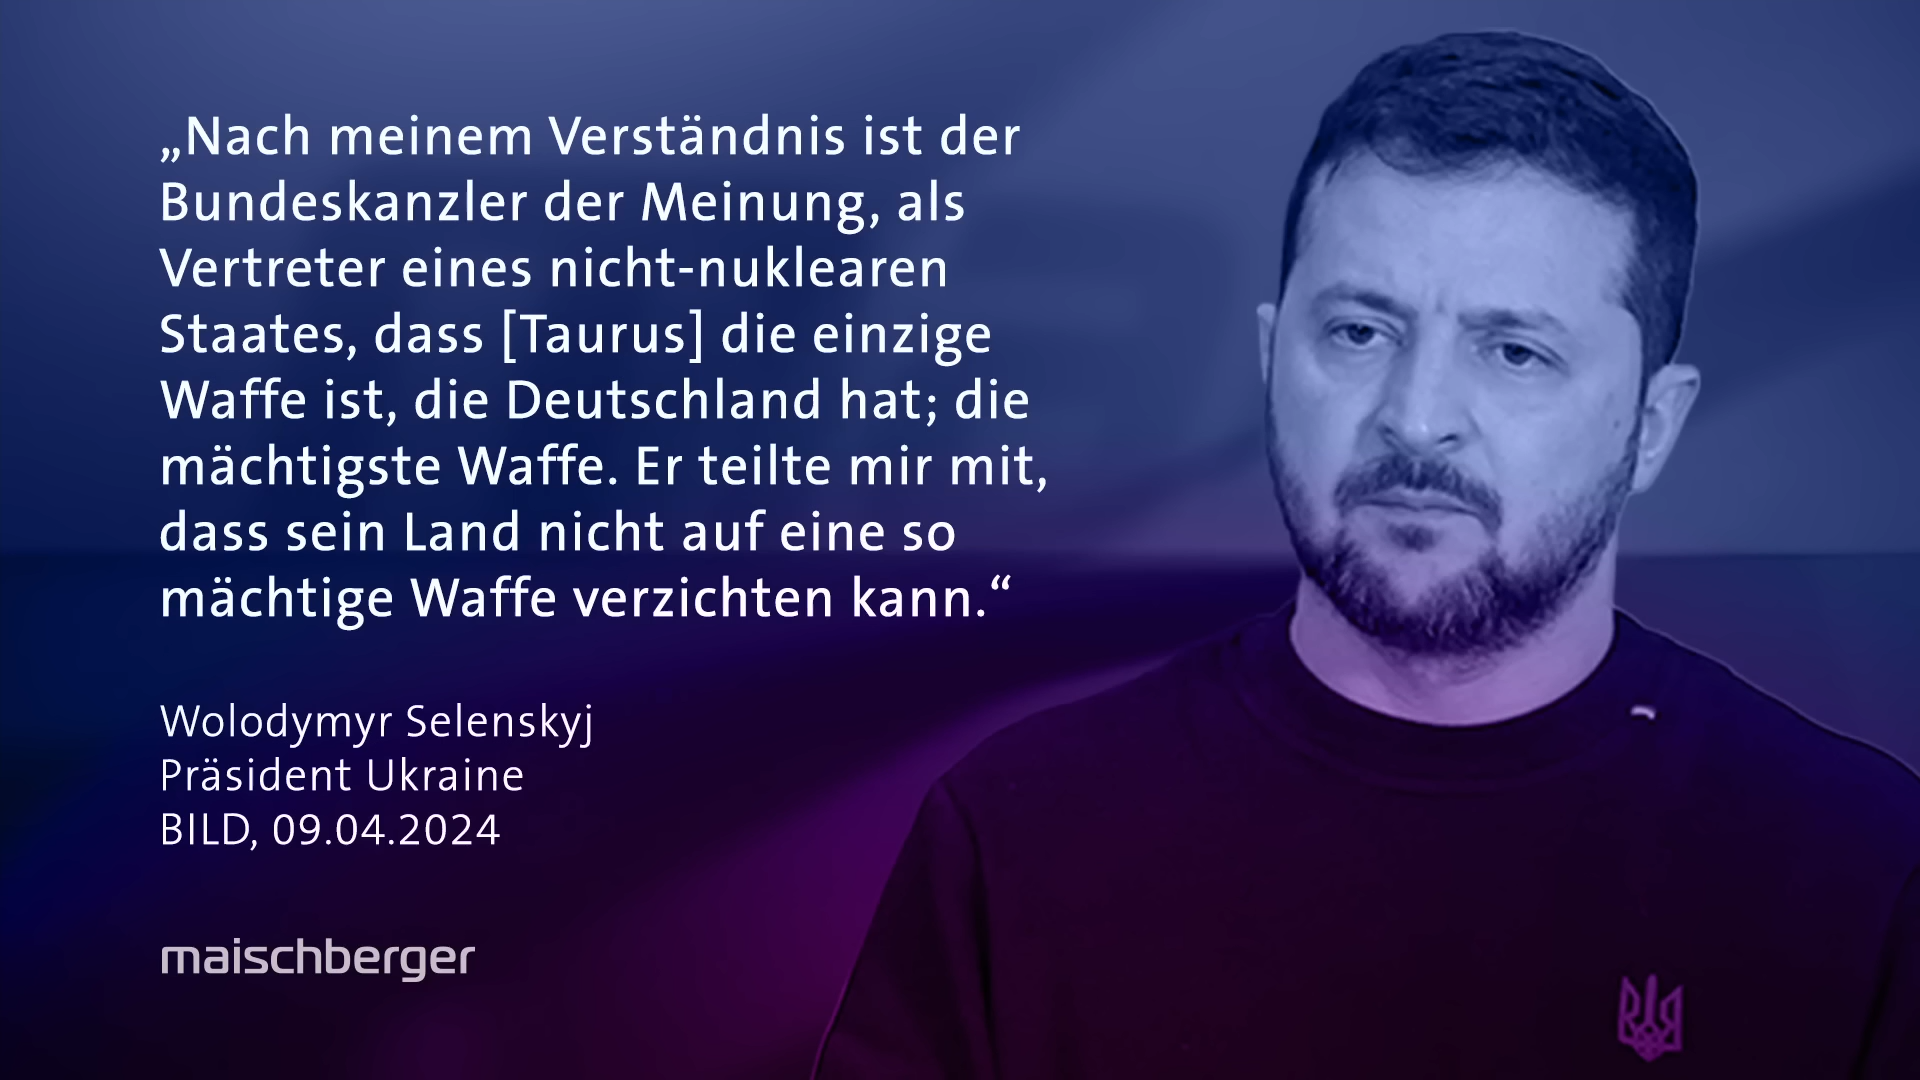 „Nach meinem Verständnis ist der
Bundeskanzler der Meinung, als
Vertreter eines nicht-nuklearen
Staates, dass [Taurus] die einzige
Waffe ist, die Deutschland hat; die
mächtigste Waffe. Er teilte mir mit,
dass sein Land nicht auf eine so
mächtige Waffe verzichten kann.“
Wolodymyr Selenskyj
Präsident Ukraine
BILD, 09.04.2024
maischberger